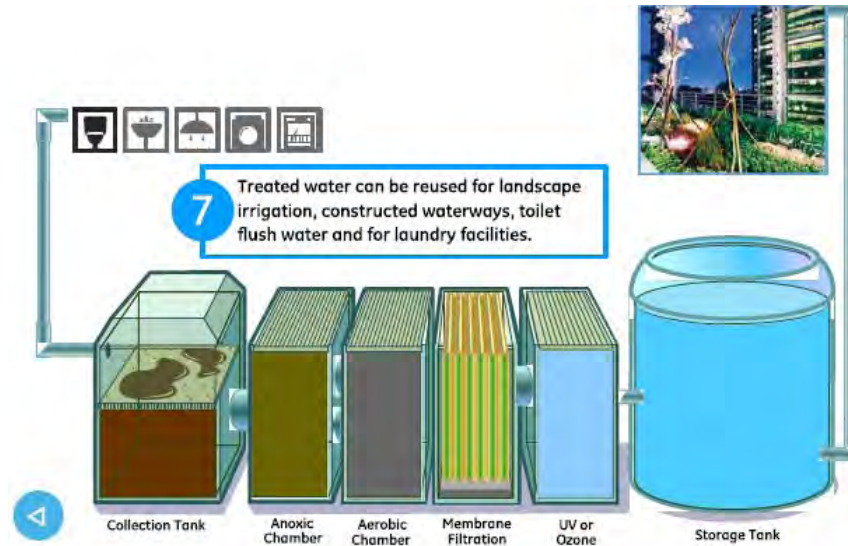 7
Treated water can be reused for landscape
irrigation, constructed waterways, toilet
flush water and for laundry facilities.
Collection Tank
Anoxic
Chamber
Aerobic
Chamber
Membrane
Filtration
UV or
Ozone
Storage Tank